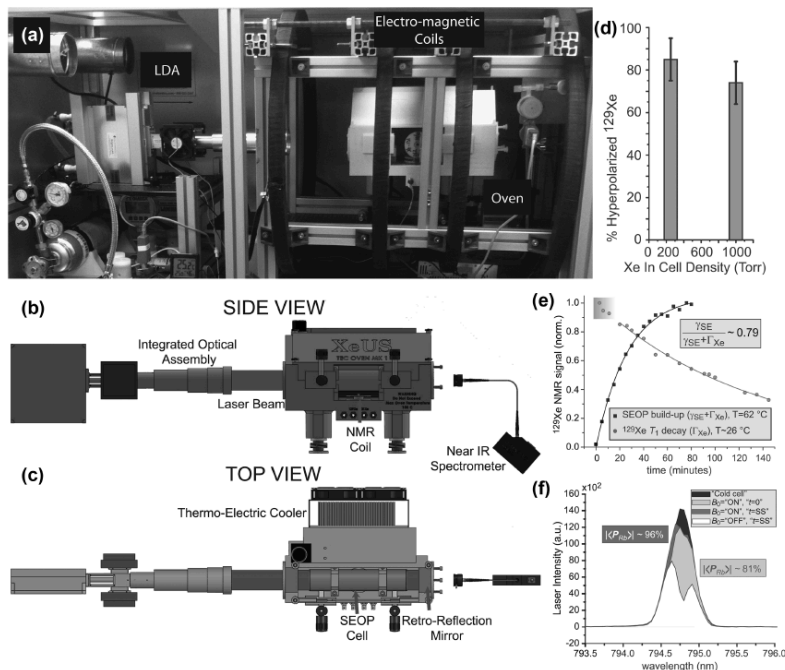 (a)
LDA
Electro-magnetic
Coils
Oven
(d)
% Hyperpolarized ¹²⁹Xe
100
80
60
40
20
0
0 200
600
1000
Xe In Cell Density (Torr)
(b)
SIDE VIEW
Integrated Optical
Assembly
Laser Beam
XeUS
NMR
Coil
Near IR
Spectrometer
(c)
TOP VIEW
Thermo-Electric Cooler
SEOP
Cell
Retro-Reflection
Mirror
(e)
¹²⁹Xe NMR signal (norm.)
1.0
0.8
0.6
0.4
0.2
0.0
γSE
γSE+ΓXe
~ 0.79
SEOP build-up (γSE+ΓXe), T=62 °C
¹²⁹Xe T₁ decay (ΓXe), T~26 °C
0 20 40 60 80 100 120 140
time (minutes)
(f)
x10²
Laser Intensity (a.u.)
160
140
120
100
80
60
40
20
0
-20
"Cold cell"
B₀="ON", "t=0"
B₀="ON", "t=SS"
B₀="OFF", "t=SS"
|⟨PRb⟩| ~ 96%
|⟨PRb⟩| ~ 81%
793.5 794.0 794.5 795.0 795.5 796.0
wavelength (nm)